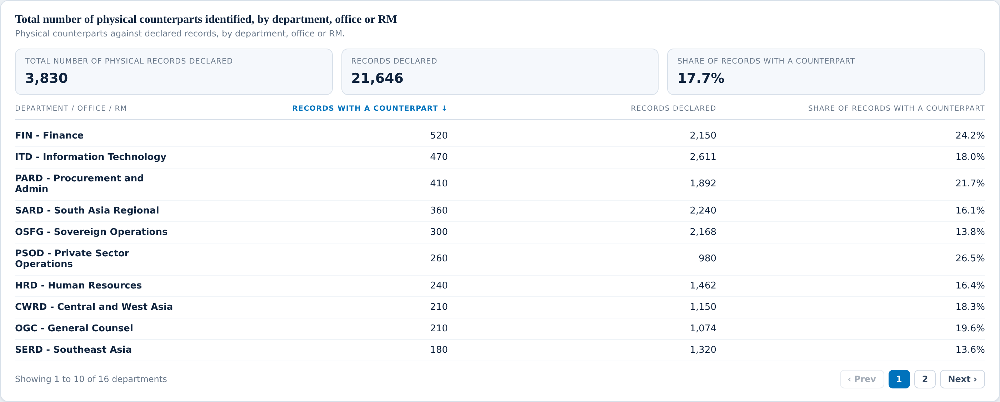 Total number of physical counterparts identified, by department, office or RM
Physical counterparts against declared records, by department, office or RM.
TOTAL NUMBER OF PHYSICAL RECORDS DECLARED
3,830
RECORDS DECLARED
21,646
SHARE OF RECORDS WITH A COUNTERPART
17.7%
DEPARTMENT / OFFICE / RM RECORDS WITH A COUNTERPART ↓ RECORDS DECLARED SHARE OF RECORDS WITH A COUNTERPART
FIN - Finance 520 2,150 24.2%
ITD - Information Technology 470 2,611 18.0%
PARD - Procurement and
Admin 410 1,892 21.7%
SARD - South Asia Regional 360 2,240 16.1%
OSFG - Sovereign Operations 300 2,168 13.8%
PSOD - Private Sector
Operations 260 980 26.5%
HRD - Human Resources 240 1,462 16.4%
CWRD - Central and West Asia 210 1,150 18.3%
OGC - General Counsel 210 1,074 19.6%
SERD - Southeast Asia 180 1,320 13.6%
Showing 1 to 10 of 16 departments ‹ Prev 1 2 Next ›